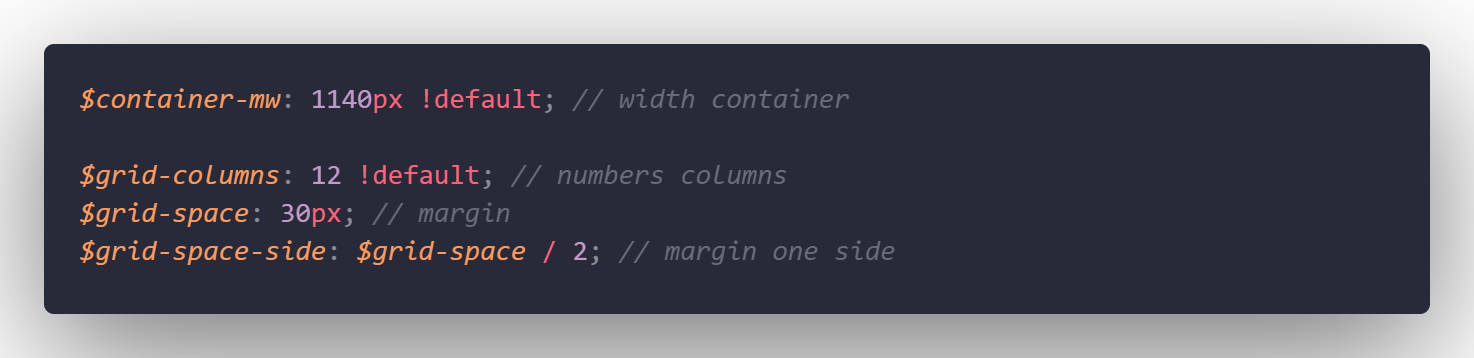 $container-mw: 1140px !default; // width container
$grid-columns: 12 !default; // numbers columns
$grid-space: 30px; // margin
$grid-space-side: $grid-space / 2; // margin one side